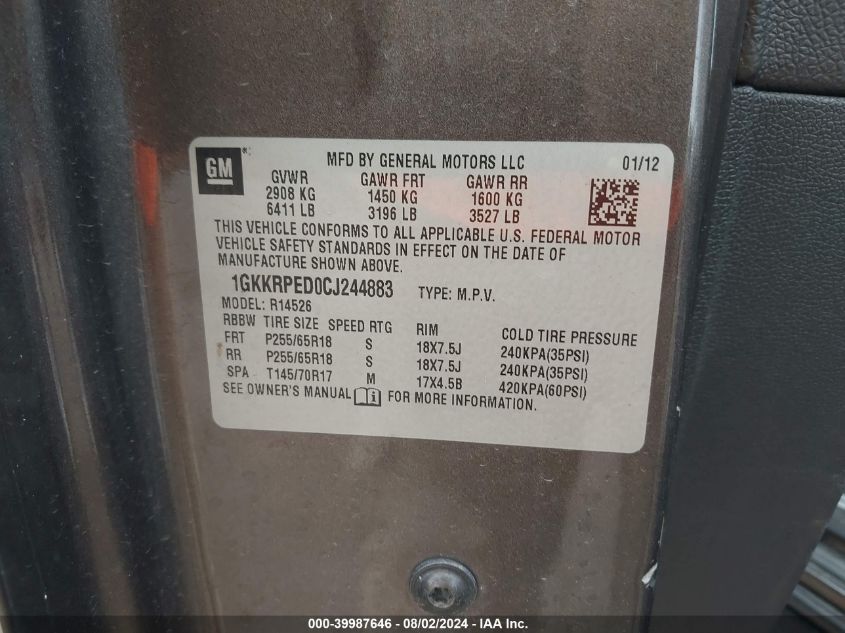 GM
MFD BY GENERAL MOTORS LLC 01/12
GVWR GAWR FRT GAWR RR
2908 KG 1450 KG 1600 KG
6411 LB 3196 LB 3527 LB
THIS VEHICLE CONFORMS TO ALL APPLICABLE U.S. FEDERAL MOTOR
VEHICLE SAFETY STANDARDS IN EFFECT ON THE DATE OF
MANUFACTURE SHOWN ABOVE.
1GKKRPED0CJ244883 TYPE: M.P.V.
MODEL: R14526
RBBW TIRE SIZE SPEED RTG RIM COLD TIRE PRESSURE
FRT P255/65R18 S 18X7.5J 240KPA(35PSI)
RR P255/65R18 S 18X7.5J 240KPA(35PSI)
SPA T145/70R17 M 17X4.5B 420KPA(60PSI)
SEE OWNER'S MANUAL i FOR MORE INFORMATION.
000-39987646 - 08/02/2024 - IAA Inc.